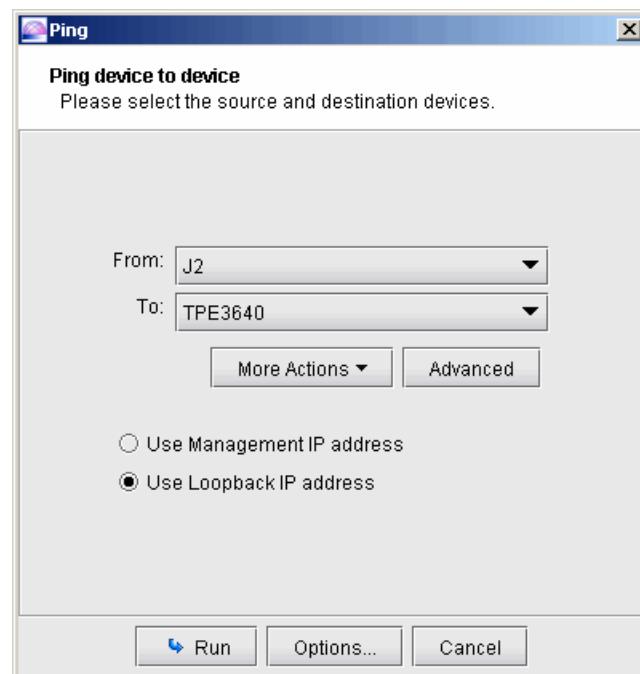 Ping
Ping device to device
Please select the source and destination devices.
From: J2
To: TPE3640
More Actions Advanced
Use Management IP address
Use Loopback IP address
Run Options... Cancel